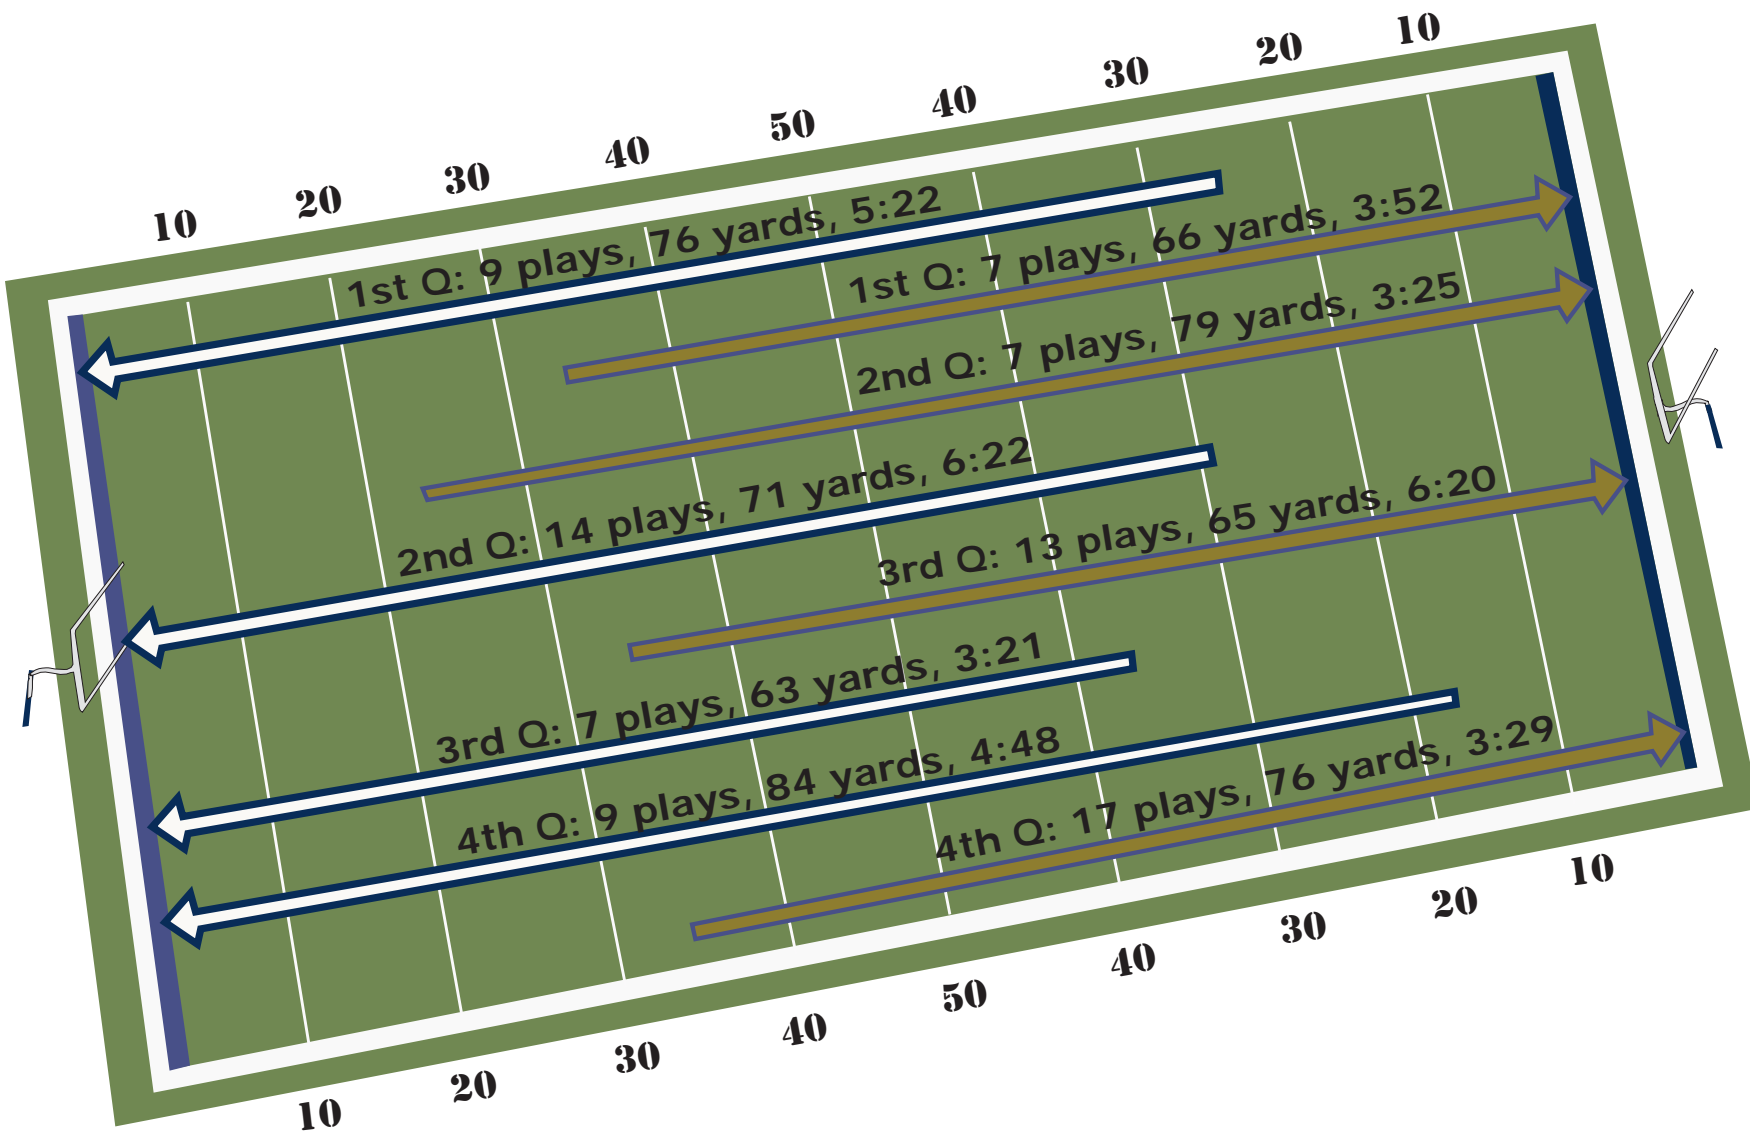 10 20 30 40 50 40 30 20 10
1st Q: 9 plays, 76 yards, 5:22
1st Q: 7 plays, 66 yards, 3:52
2nd Q: 7 plays, 79 yards, 3:25
2nd Q: 14 plays, 71 yards, 6:22
3rd Q: 13 plays, 65 yards, 6:20
3rd Q: 7 plays, 63 yards, 3:21
4th Q: 9 plays, 84 yards, 4:48
4th Q: 17 plays, 76 yards, 3:29
10 20 30 40 50 40 30 20 10